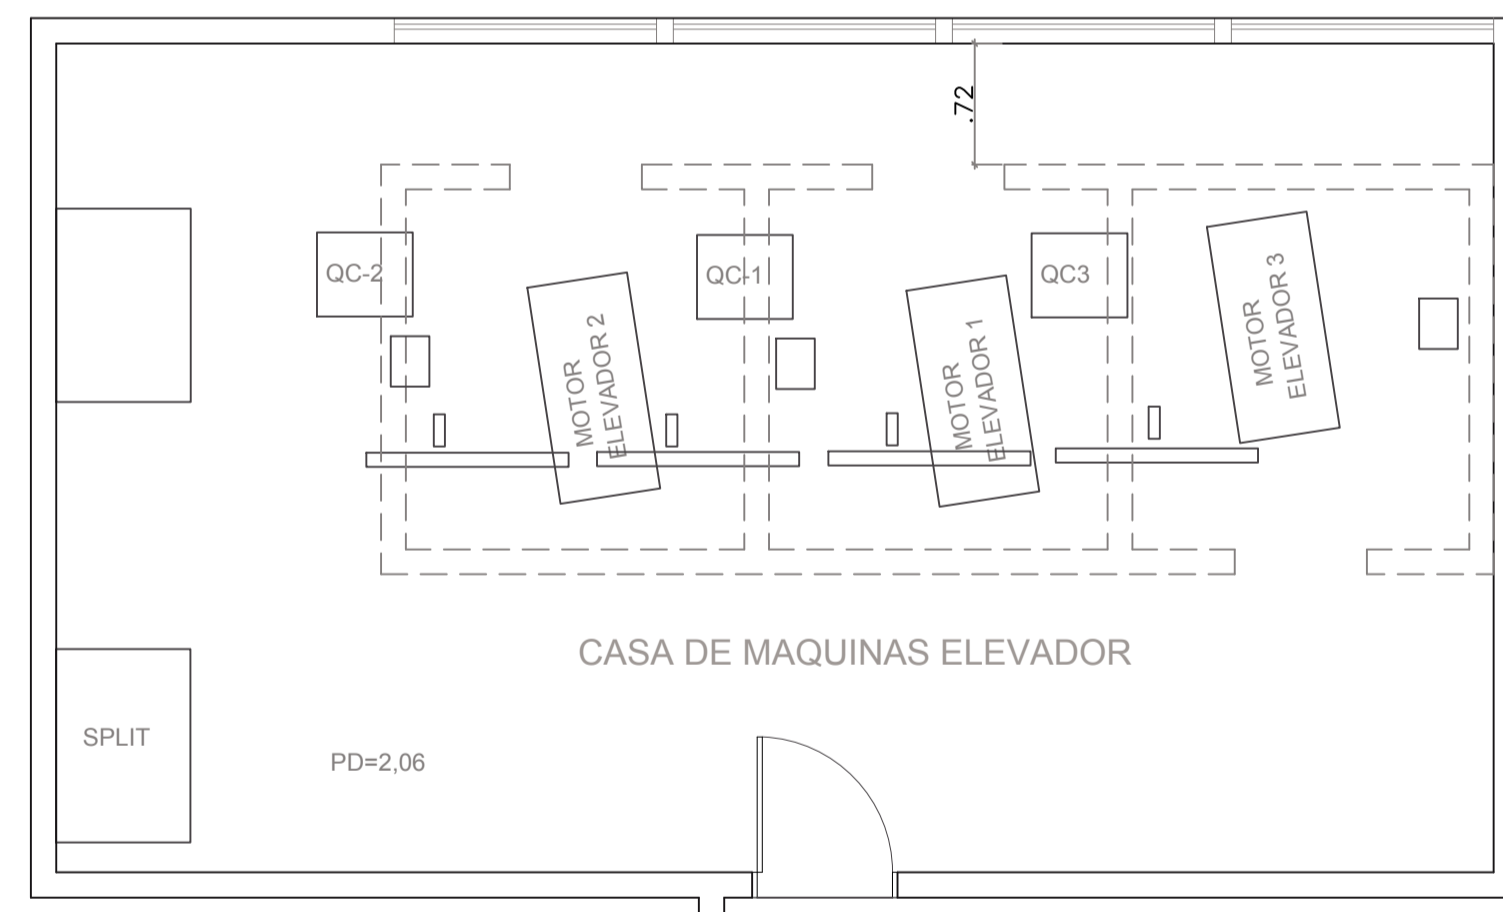 .72
QC-2
QC-1
QC3
MOTOR
ELEVADOR 2
MOTOR
ELEVADOR 1
MOTOR
ELEVADOR 3
CASA DE MAQUINAS ELEVADOR
SPLIT
PD=2,06